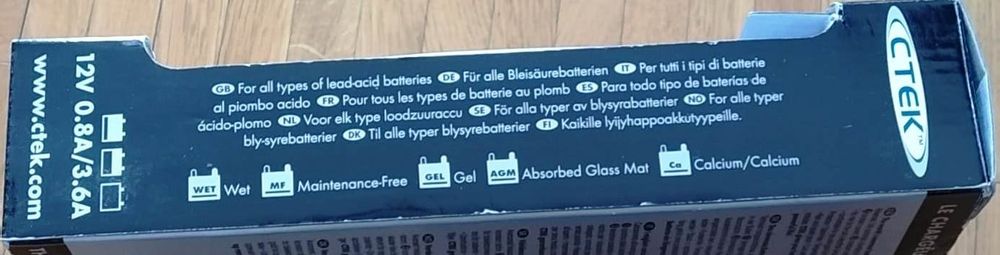 12V 0.8A/3.6A
www.ctek.com
GB For all types of lead-acid batteries DE Für alle Bleisäurebatterien IT Per tutti i tipi di batterie
al piombo acido FR Pour tous les types de batterie au plomb ES Para todo tipo de baterías de
ácido-plomo NL Voor elk type loodzuuraccu SE För alla typer av blysyrabatterier NO For alle typer
bly-syrebatterier DK Til alle typer blysyrebatterier FI Kaikille lyijyhappoakkutyypeille.
WET Wet MF Maintenance-Free GEL Gel AGM Absorbed Glass Mat Ca Calcium/Calcium
CTEK™
LE CHARGE